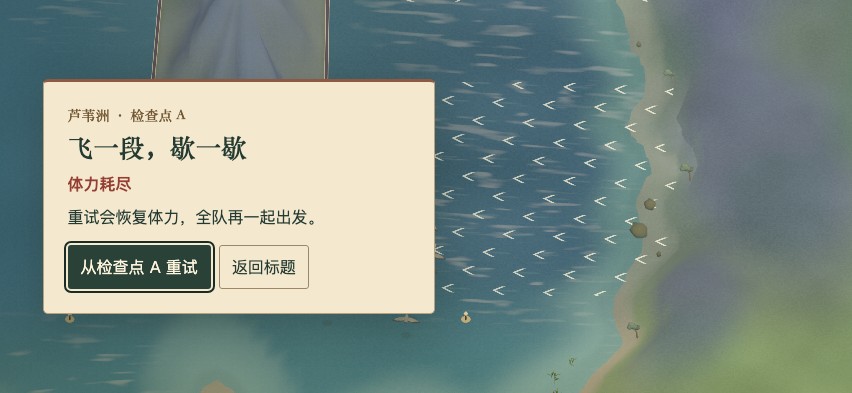 芦苇洲 · 检查点 A
飞一段，歇一歇
体力耗尽
重试会恢复体力，全队再一起出发。
从检查点 A 重试
返回标题